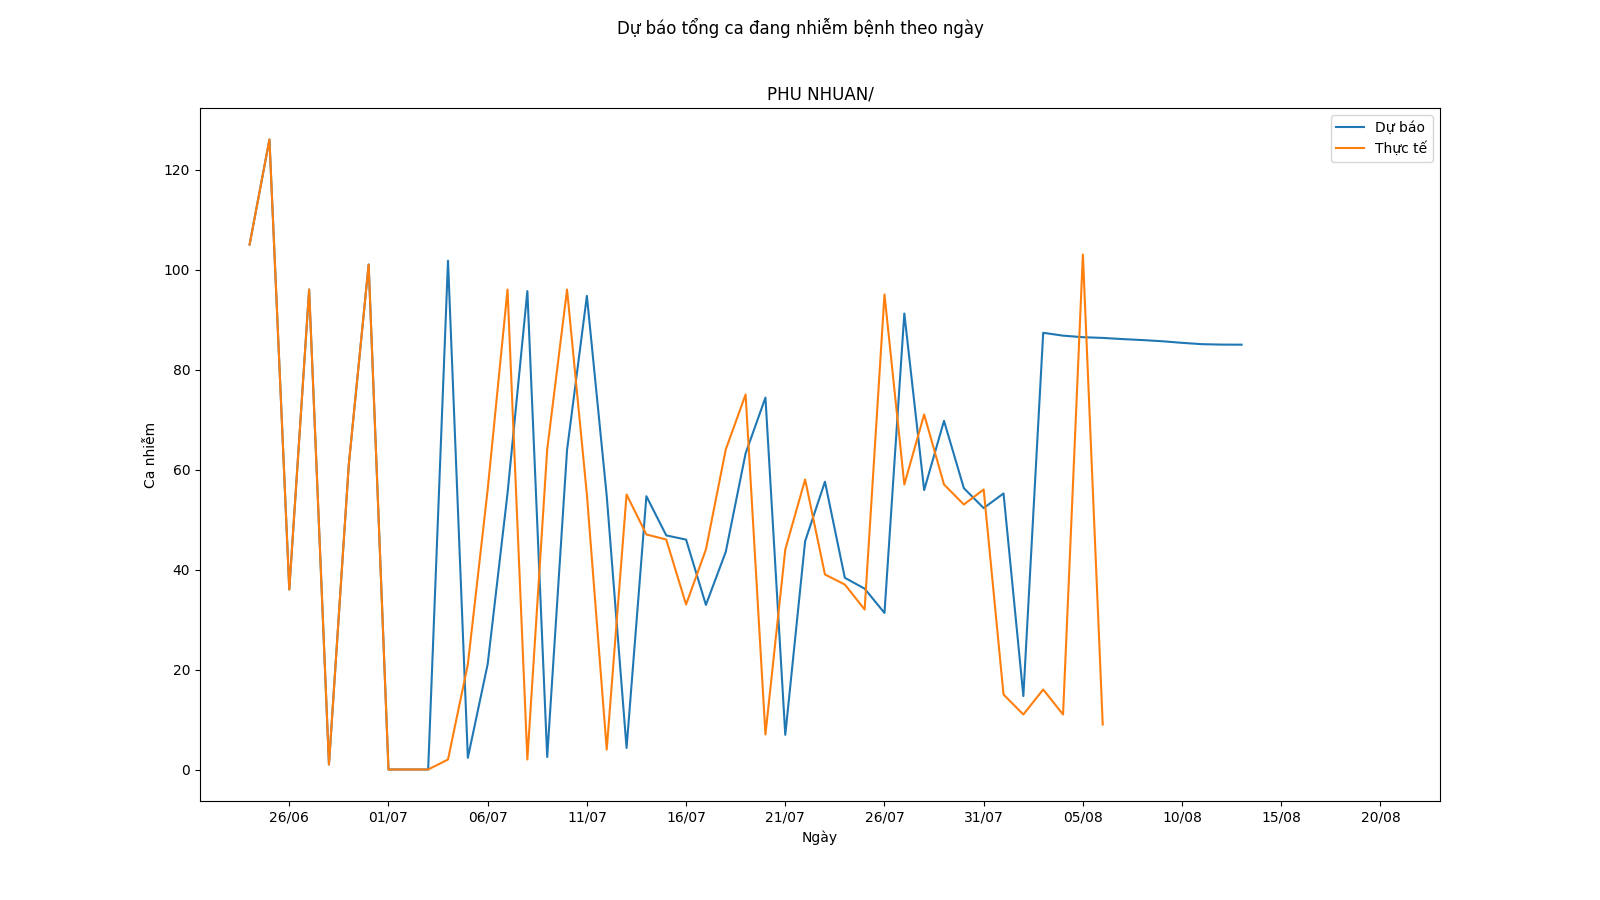 Dự báo tổng ca đang nhiễm bệnh theo ngày
PHU NHUAN/
Dự báo
Thực tế
120
100
80
60
40
20
0
Ca nhiễm
26/06 01/07 06/07 11/07 16/07 21/07 26/07 31/07 05/08 10/08 15/08 20/08
Ngày